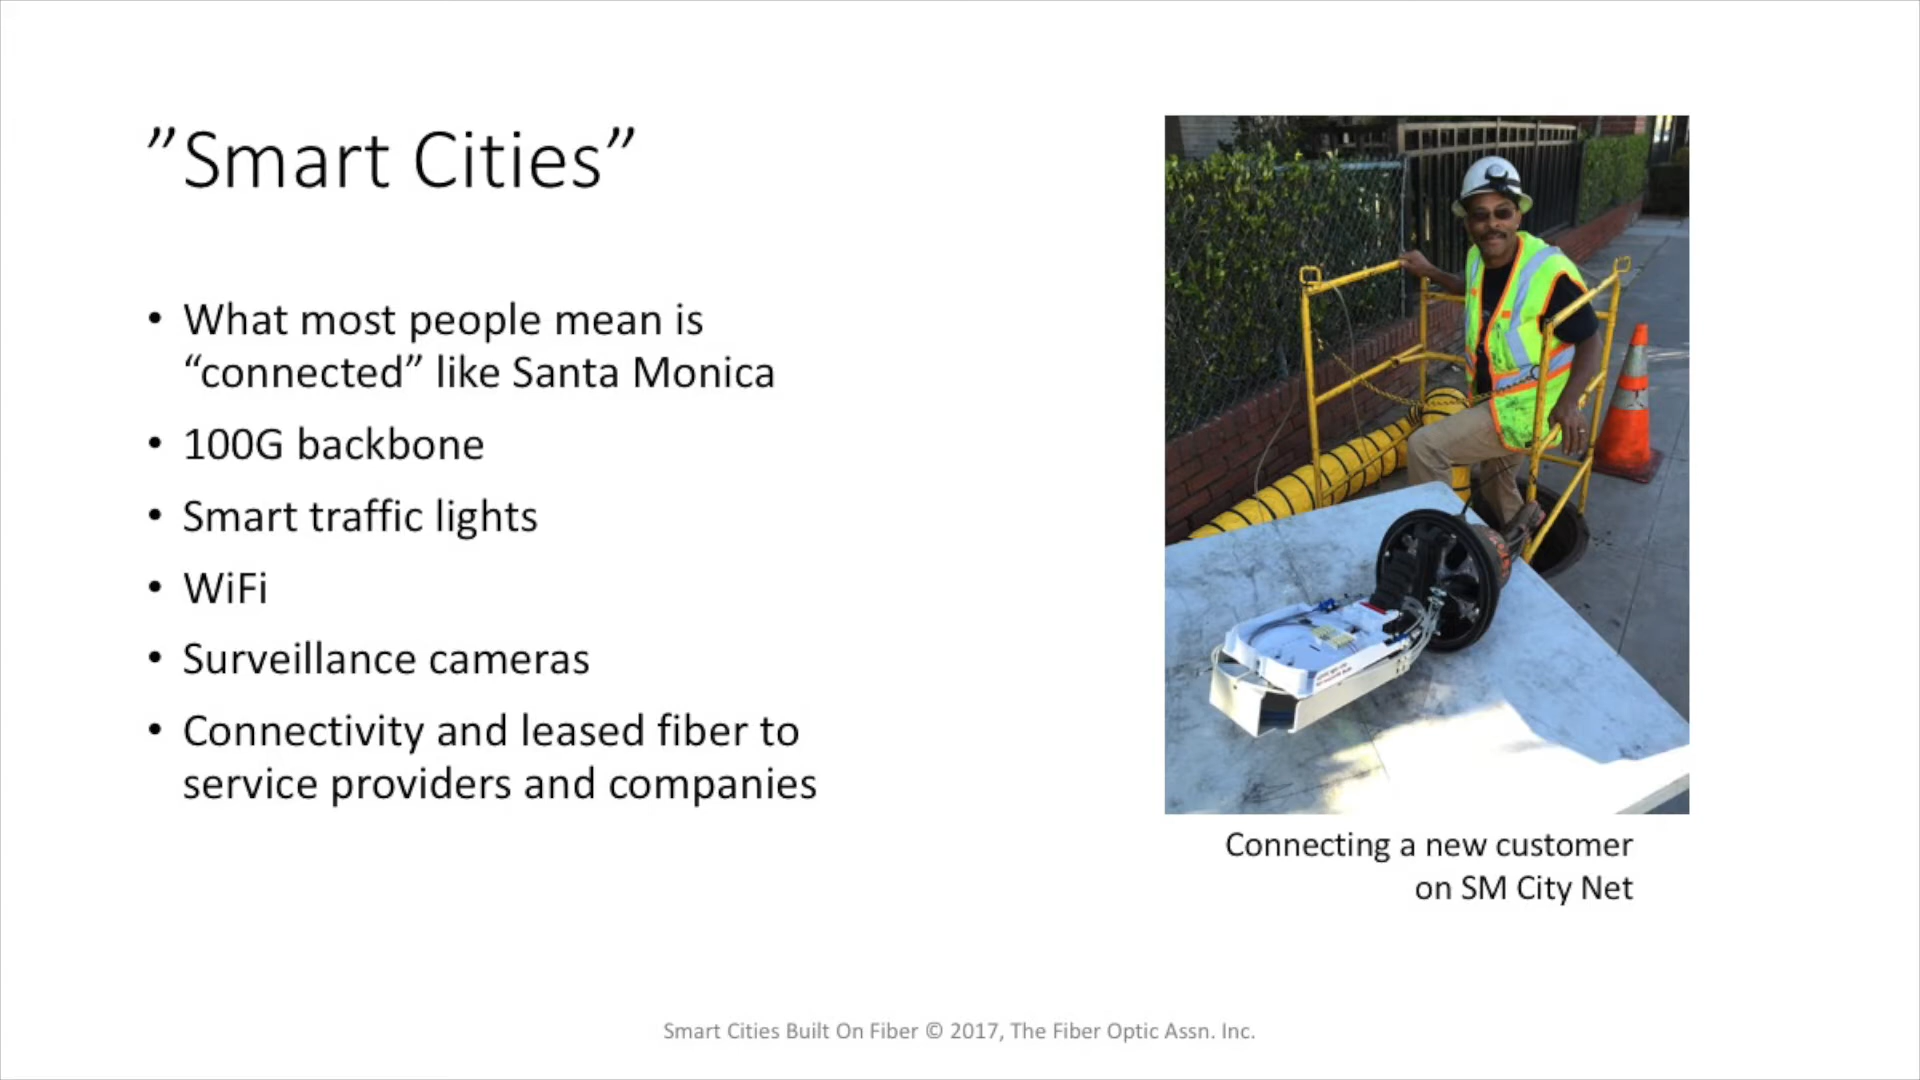 ”Smart Cities”
• What most people mean is
“connected” like Santa Monica
• 100G backbone
• Smart traffic lights
• WiFi
• Surveillance cameras
• Connectivity and leased fiber to
service providers and companies
Connecting a new customer
on SM City Net
Smart Cities Built On Fiber © 2017, The Fiber Optic Assn. Inc.